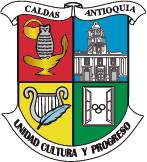 CALDAS ANTIOQUIA
UNIDAD CULTURA Y PROGRESO